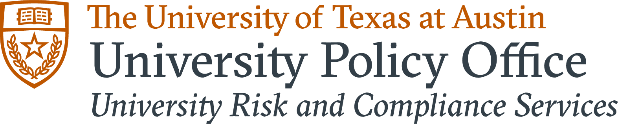 The University of Texas at Austin
University Policy Office
University Risk and Compliance Services